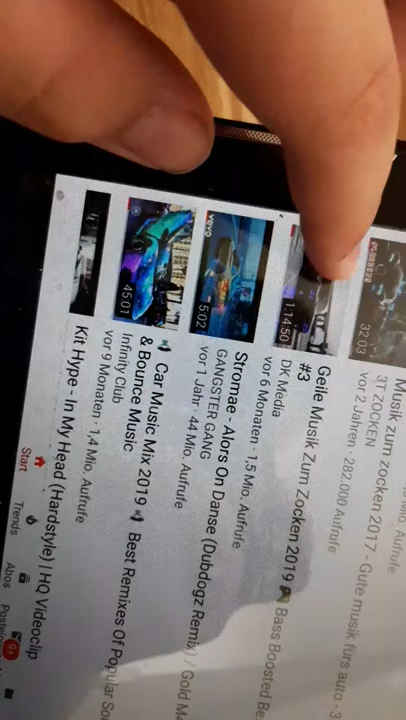 Musik zum zocken 2017 - Gute musik fürs auto - 3
3T ZOCKEN
vor 2 Jahren · 282.000 Aufrufe
32:03
Geile Musik Zum Zocken 2019 🎮 Bass Boosted Be
#3
DK Media
vor 6 Monaten · 1,5 Mio. Aufrufe
1:14:50
Stromae - Alors On Danse (Dubdogz Remix) / Gold M
GANGSTER GANG
vor 1 Jahr · 44 Mio. Aufrufe
5:02
vevo
🔊 Car Music Mix 2019 🔊 Best Remixes Of Popular So
& Bounce Music
Infinity Club
45:01
Kit Hype - In My Head (Hardstyle) | HQ Videoclip
vor 9 Monaten · 1,4 Mio. Aufrufe
Start
Trends
Abos
9+